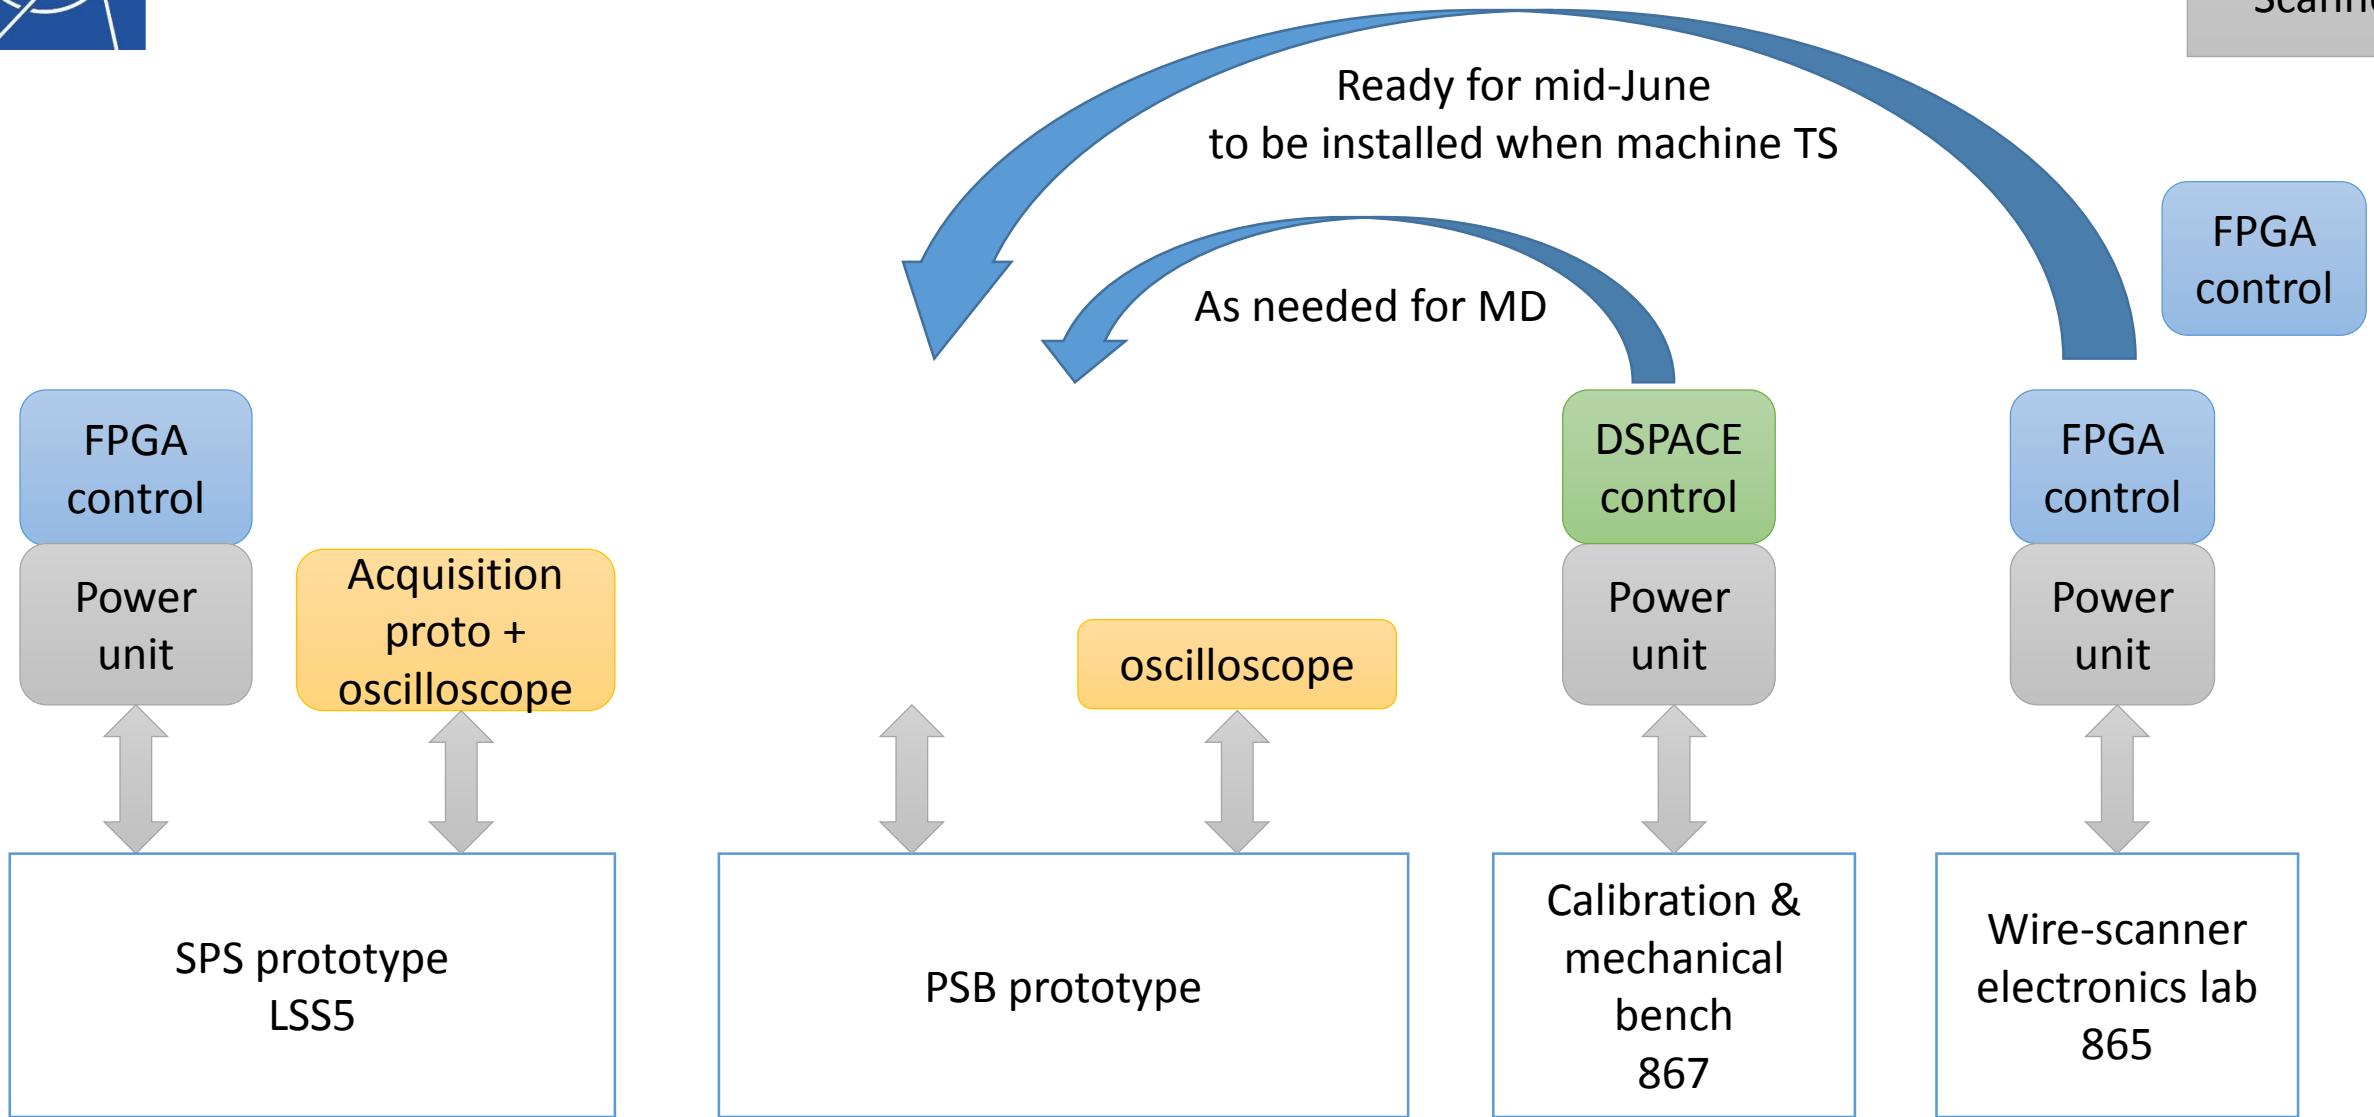 Ready for mid-June
to be installed when machine TS
As needed for MD
FPGA
control
FPGA
control
Power
unit
Acquisition
proto +
oscilloscope
oscilloscope
DSPACE
control
Power
unit
FPGA
control
Power
unit
SPS prototype
LSS5
PSB prototype
Calibration &
mechanical
bench
867
Wire-scanner
electronics lab
865